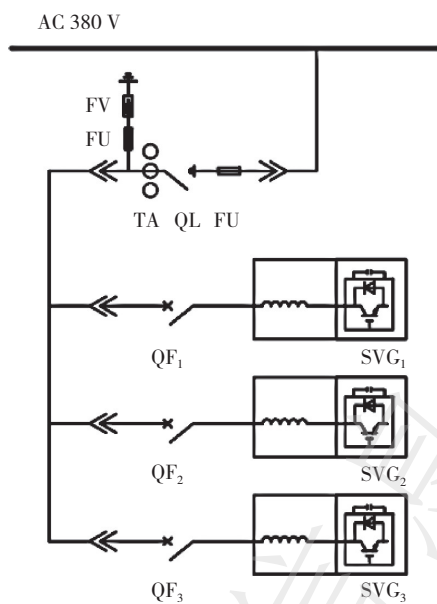 AC 380 V
FV
FU
TA QL FU
QF₁ SVG₁
QF₂ SVG₂
QF₃ SVG₃